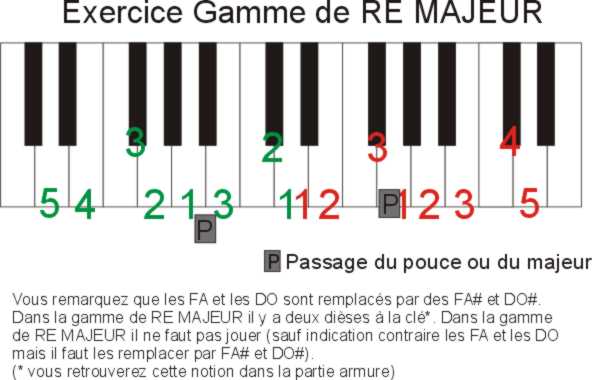 Exercice Gamme de RE MAJEUR
3 2 3 4
5 4 2 1 3 1 1 2 P 1 2 3 5
P
P Passage du pouce ou du majeur
Vous remarquez que les FA et les DO sont remplacés par des FA# et DO#.
Dans la gamme de RE MAJEUR il y a deux dièses á la clé*. Dans la gamme
de RE MAJEUR il ne faut pas jouer (sauf indication contraire les FA et les DO
mais il faut les remplacer par FA# et DO#).
(* vous retrouverez cette notion dans la partie armure)